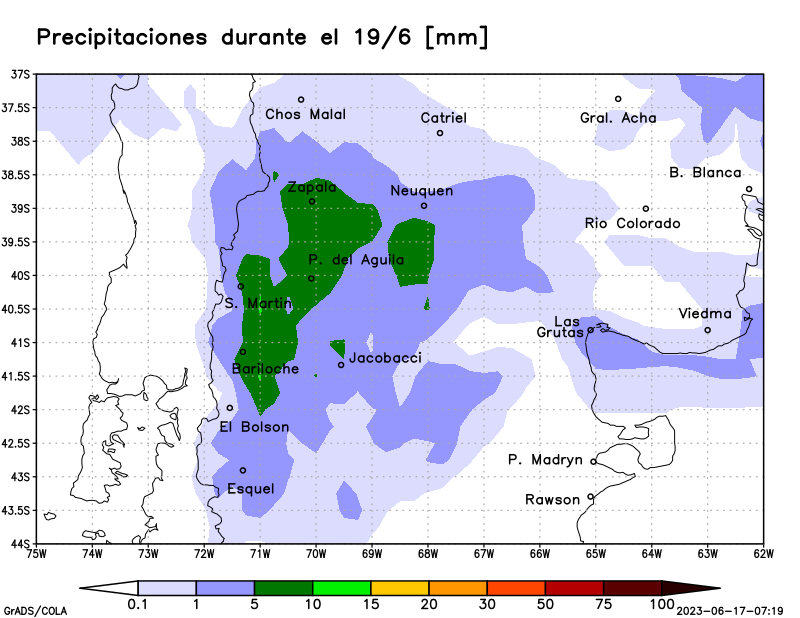 Precipitaciones durante el 19/6 [mm]
37S
37.5S
38S
38.5S
39S
39.5S
40S
40.5S
41S
41.5S
42S
42.5S
43S
43.5S
44S
Chos Malal
Catriel
Gral. Acha
B. Blanca
Zapala
Neuquen
Rio Colorado
P. del Aguila
S. Martin
Viedma
Las
Grutas
Jacobacci
Bariloche
El Bolson
P. Madryn
Esquel
Rawson
75W 74W 73W 72W 71W 70W 69W 68W 67W 66W 65W 64W 63W 62W
0.1 1 5 10 15 20 30 50 75 100
GrADS/COLA 2023-06-17-07:19